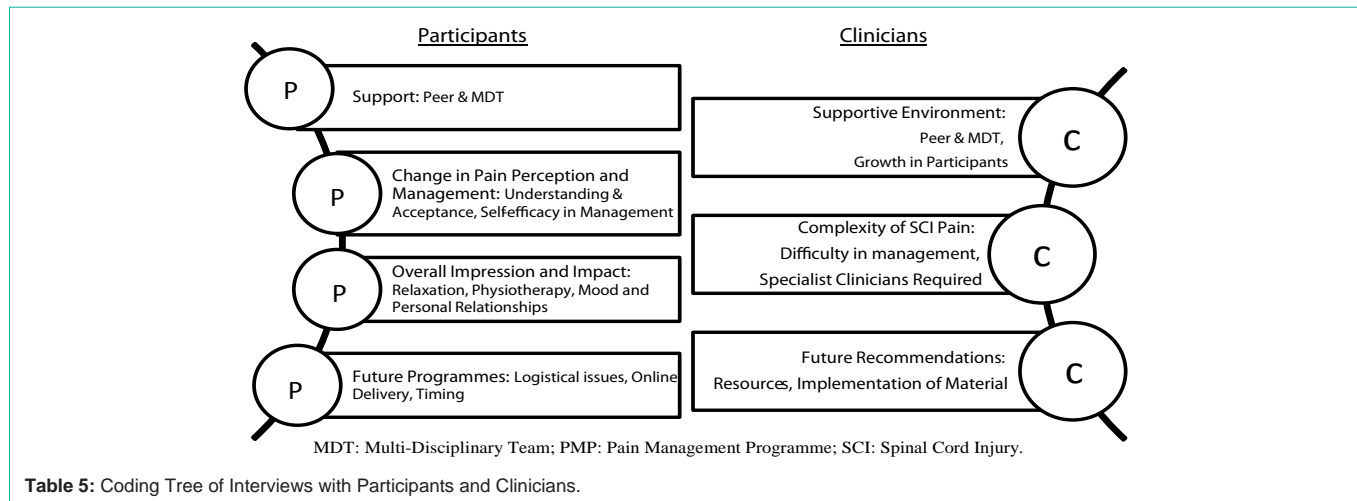 Participants
P
Support: Peer & MDT
P
Change in Pain Perception and
Management: Understanding &
Acceptance, Selfefficacy in Management
P
Overall Impression and Impact:
Relaxation, Physiotherapy, Mood and
Personal Relationships
P
Future Programmes: Logistical issues, Online
Delivery, Timing
Clinicians
Supportive Environment:
Peer & MDT,
Growth in Participants
C
Complexity of SCI Pain:
Difficulty in management,
Specialist Clinicians Required
C
Future Recommendations:
Resources, Implementation of Material
C
MDT: Multi-Disciplinary Team; PMP: Pain Management Programme; SCI: Spinal Cord Injury.
Table 5: Coding Tree of Interviews with Participants and Clinicians.